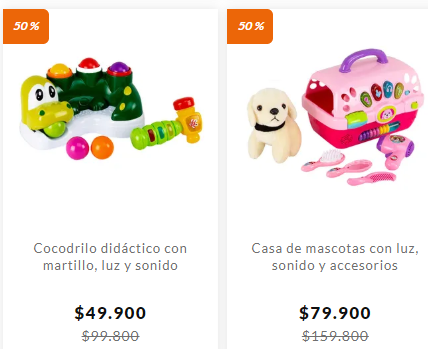 50 %
50 %
Cocodrilo didáctico con
martillo, luz y sonido
Casa de mascotas con luz,
sonido y accesorios
$49.900
$99.800
$79.900
$159.800